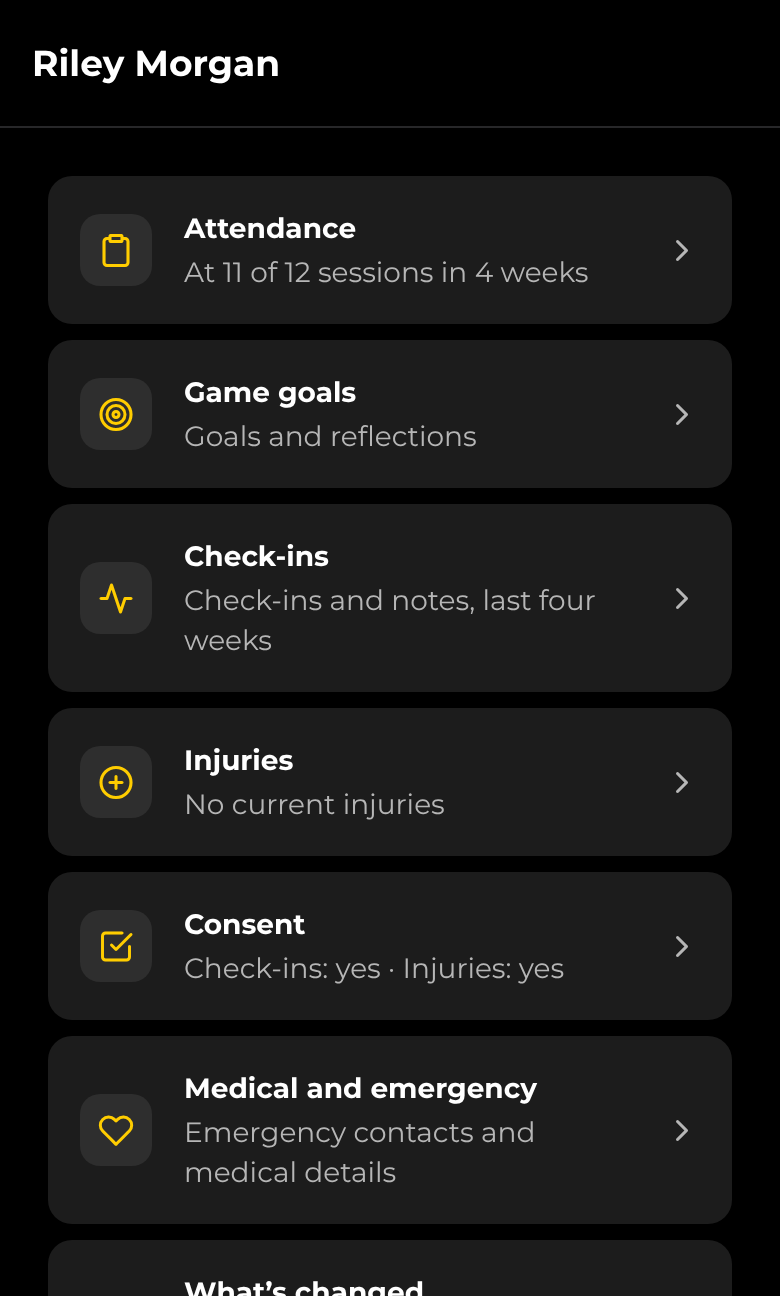 Riley Morgan
Attendance
At 11 of 12 sessions in 4 weeks
Game goals
Goals and reflections
Check-ins
Check-ins and notes, last four
weeks
Injuries
No current injuries
Consent
Check-ins: yes · Injuries: yes
Medical and emergency
Emergency contacts and
medical details
What’s changed